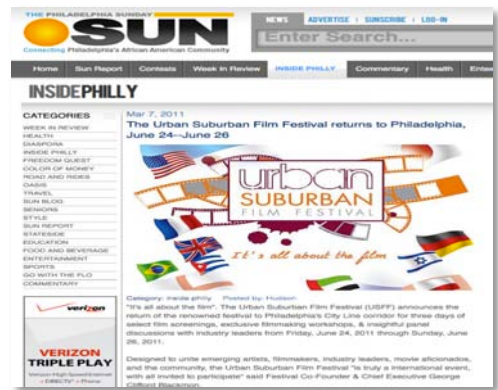 THE PHILADELPHIA SUNDAY
SUN
Connecting Philadelphia's African American Community
NEWS ADVERTISE | SUNSCRIBE | LOG-IN
Enter Search...
Home Sun Report Contests Week In Review INSIDE PHILLY Commentary Health
INSIDEPHILLY
CATEGORIES
WEEK IN REVIEW
HEALTH
DIASPORA
INSIDE PHILLY
FREEDOM QUEST
COLOR OF MONEY
ROAD AND RIDES
OASIS
TRAVEL
SUN BLOG
SENIORS
STYLE
SUN REPORT
STATESIDE
EDUCATION
FOOD AND BEVERAGE
ENTERTAINMENT
SPORTS
GO WITH THE FLO
COMMENTARY
verizon
VERIZON
TRIPLE PLAY
Verizon High Speed Internet
+ DIRECTV + Phone
Mar 7, 2011
The Urban Suburban Film Festival returns to Philadelphia,
June 24--June 26
urban
SUBURBAN
FILM FESTIVAL
It's all about the film
Category: inside philly Posted by: Hudson
"It's all about the film". The Urban Suburban Film Festival (USFF) announces the
return of the renowned festival to Philadelphia's City Line corridor for three days of
select film screenings, exclusive filmmaking workshops, & insightful panel
discussions with industry leaders from Friday, June 24, 2011 through Sunday, June
26, 2011.
Designed to unite emerging artists, filmmakers, industry leaders, movie aficionados,
and the community, the Urban Suburban Film Festival "is truly a international event,
with all invited to participate" said Festival Co-Founder & Chief Executive George
Clifford Blackmon.